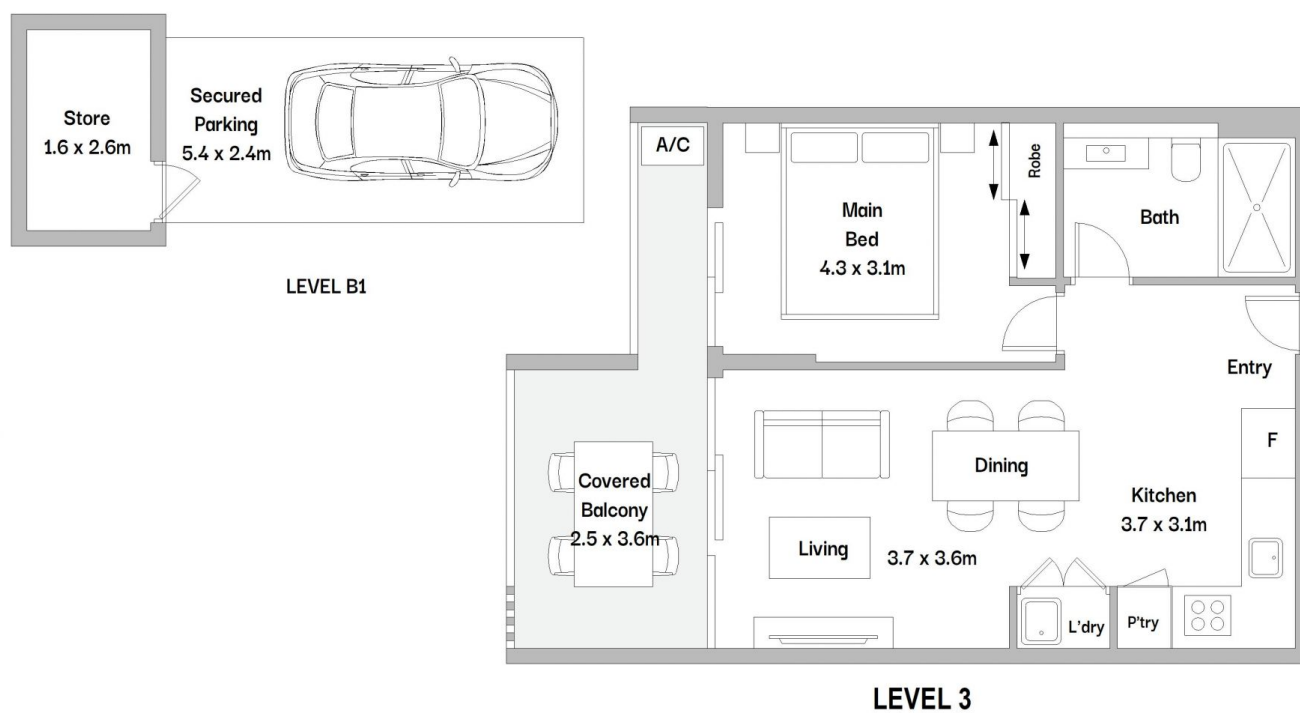 Store
1.6 x 2.6m
Secured
Parking
5.4 x 2.4m
LEVEL B1
A/C
Main
Bed
4.3 x 3.1m
Robe
Bath
Entry
F
Covered
Balcony
2.5 x 3.6m
Dining
Kitchen
3.7 x 3.1m
Living
3.7 x 3.6m
L'dry
P'try
LEVEL 3